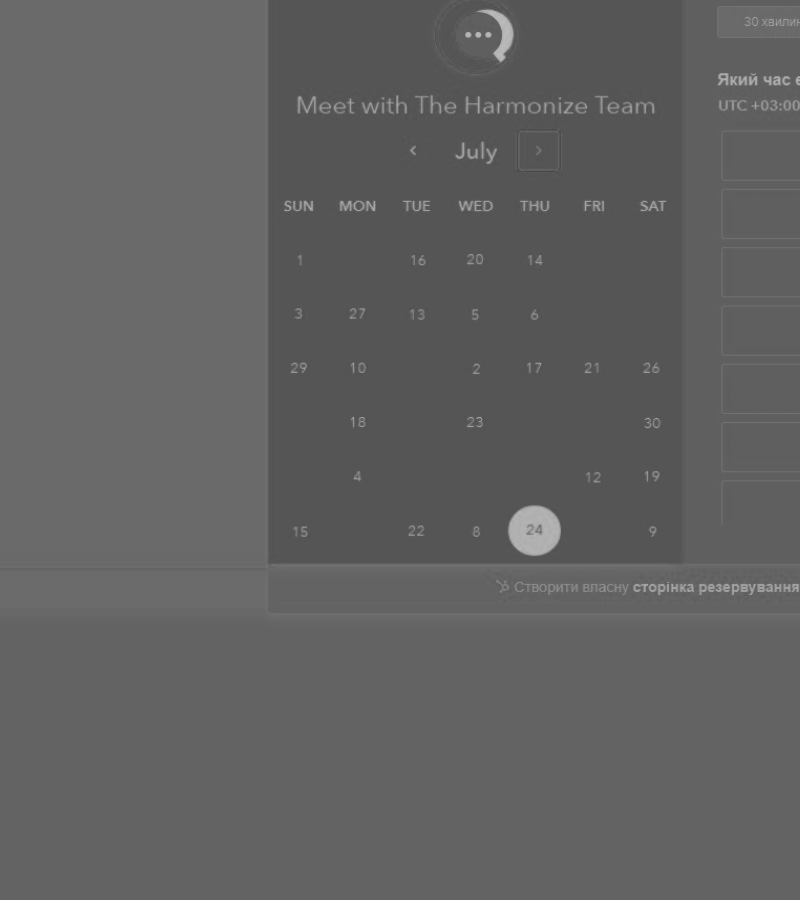 30 хвилин
Meet with The Harmonize Team
Який час
UTC +03:00
July
SUN MON TUE WED THU FRI SAT
1 16 20 14
3 27 13 5 6
29 10 2 17 21 26
18 23 30
4 12 19
15 22 8 24 9
Створити власну сторінка резервування